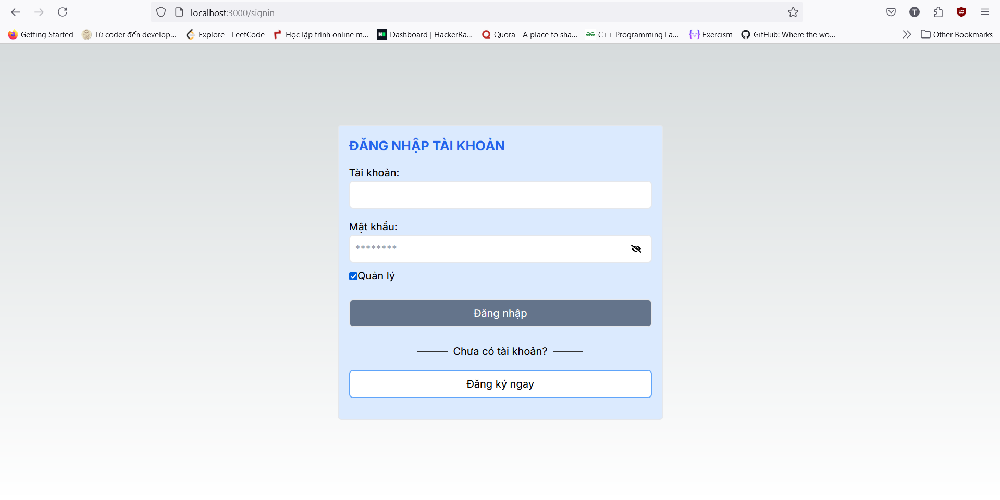 localhost:3000/signin
T
Getting Started
Từ coder đến develop...
Explore - LeetCode
Học lập trình online m...
Dashboard | HackerRa...
Quora - A place to sha...
C++ Programming La...
Exercism
GitHub: Where the wo...
Other Bookmarks
ĐĂNG NHẬP TÀI KHOẢN
Tài khoản:
Mật khẩu:
********
Quản lý
Đăng nhập
Chưa có tài khoản?
Đăng ký ngay